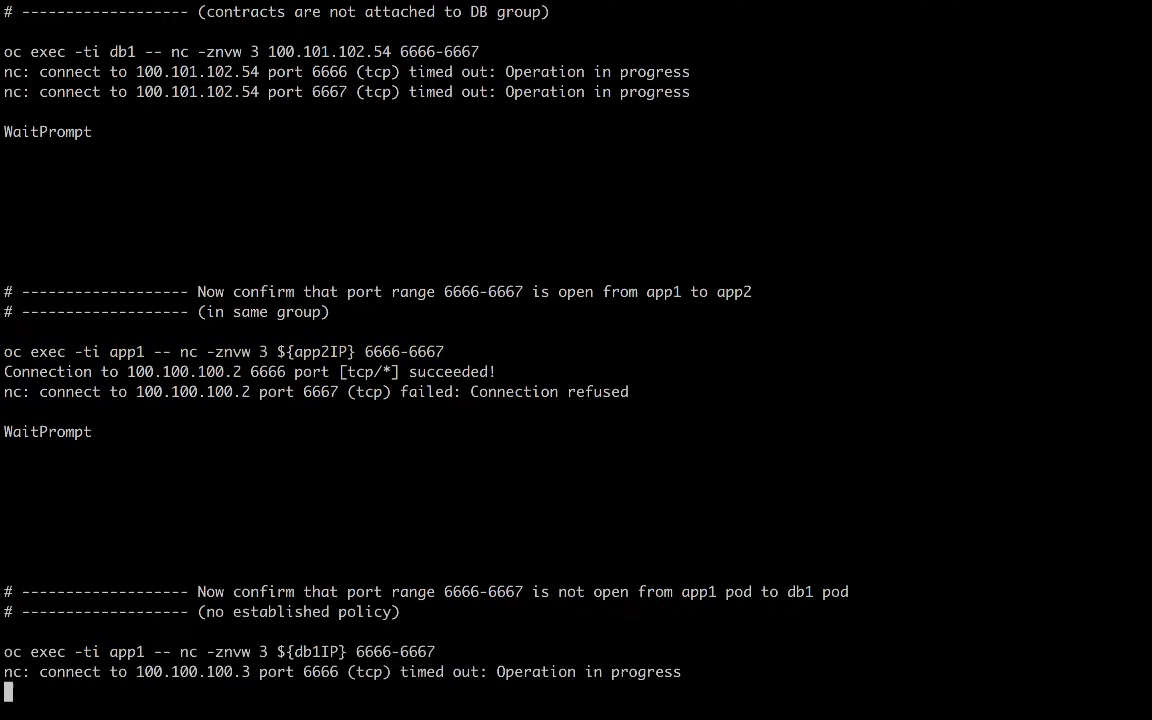 # ------------------- (contracts are not attached to DB group)
oc exec -ti db1 -- nc -znvw 3 100.101.102.54 6666-6667
nc: connect to 100.101.102.54 port 6666 (tcp) timed out: Operation in progress
nc: connect to 100.101.102.54 port 6667 (tcp) timed out: Operation in progress
WaitPrompt
# ------------------- Now confirm that port range 6666-6667 is open from app1 to app2
# ------------------- (in same group)
oc exec -ti app1 -- nc -znvw 3 ${app2IP} 6666-6667
Connection to 100.100.100.2 6666 port [tcp/*] succeeded!
nc: connect to 100.100.100.2 port 6667 (tcp) failed: Connection refused
WaitPrompt
# ------------------- Now confirm that port range 6666-6667 is not open from app1 pod to db1 pod
# ------------------- (no established policy)
oc exec -ti app1 -- nc -znvw 3 ${db1IP} 6666-6667
nc: connect to 100.100.100.3 port 6666 (tcp) timed out: Operation in progress